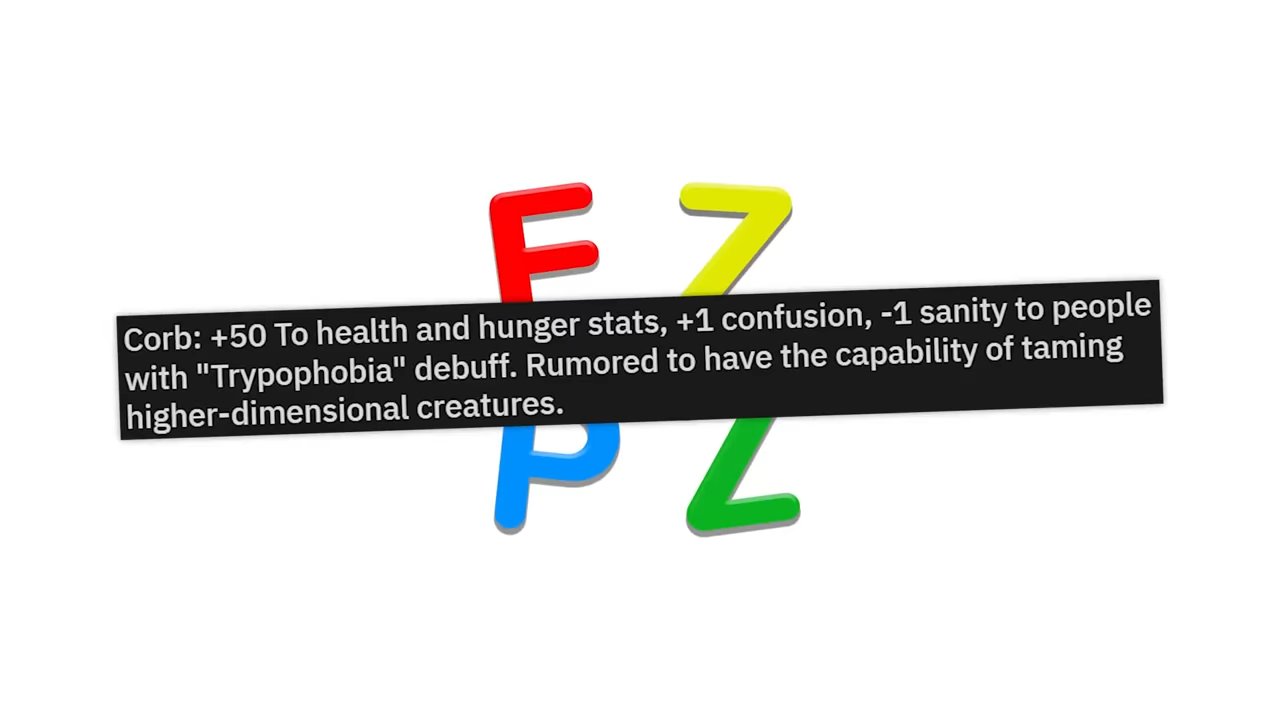 Corb: +50 To health and hunger stats, +1 confusion, -1 sanity to people
with "Trypophobia" debuff. Rumored to have the capability of taming
higher-dimensional creatures.